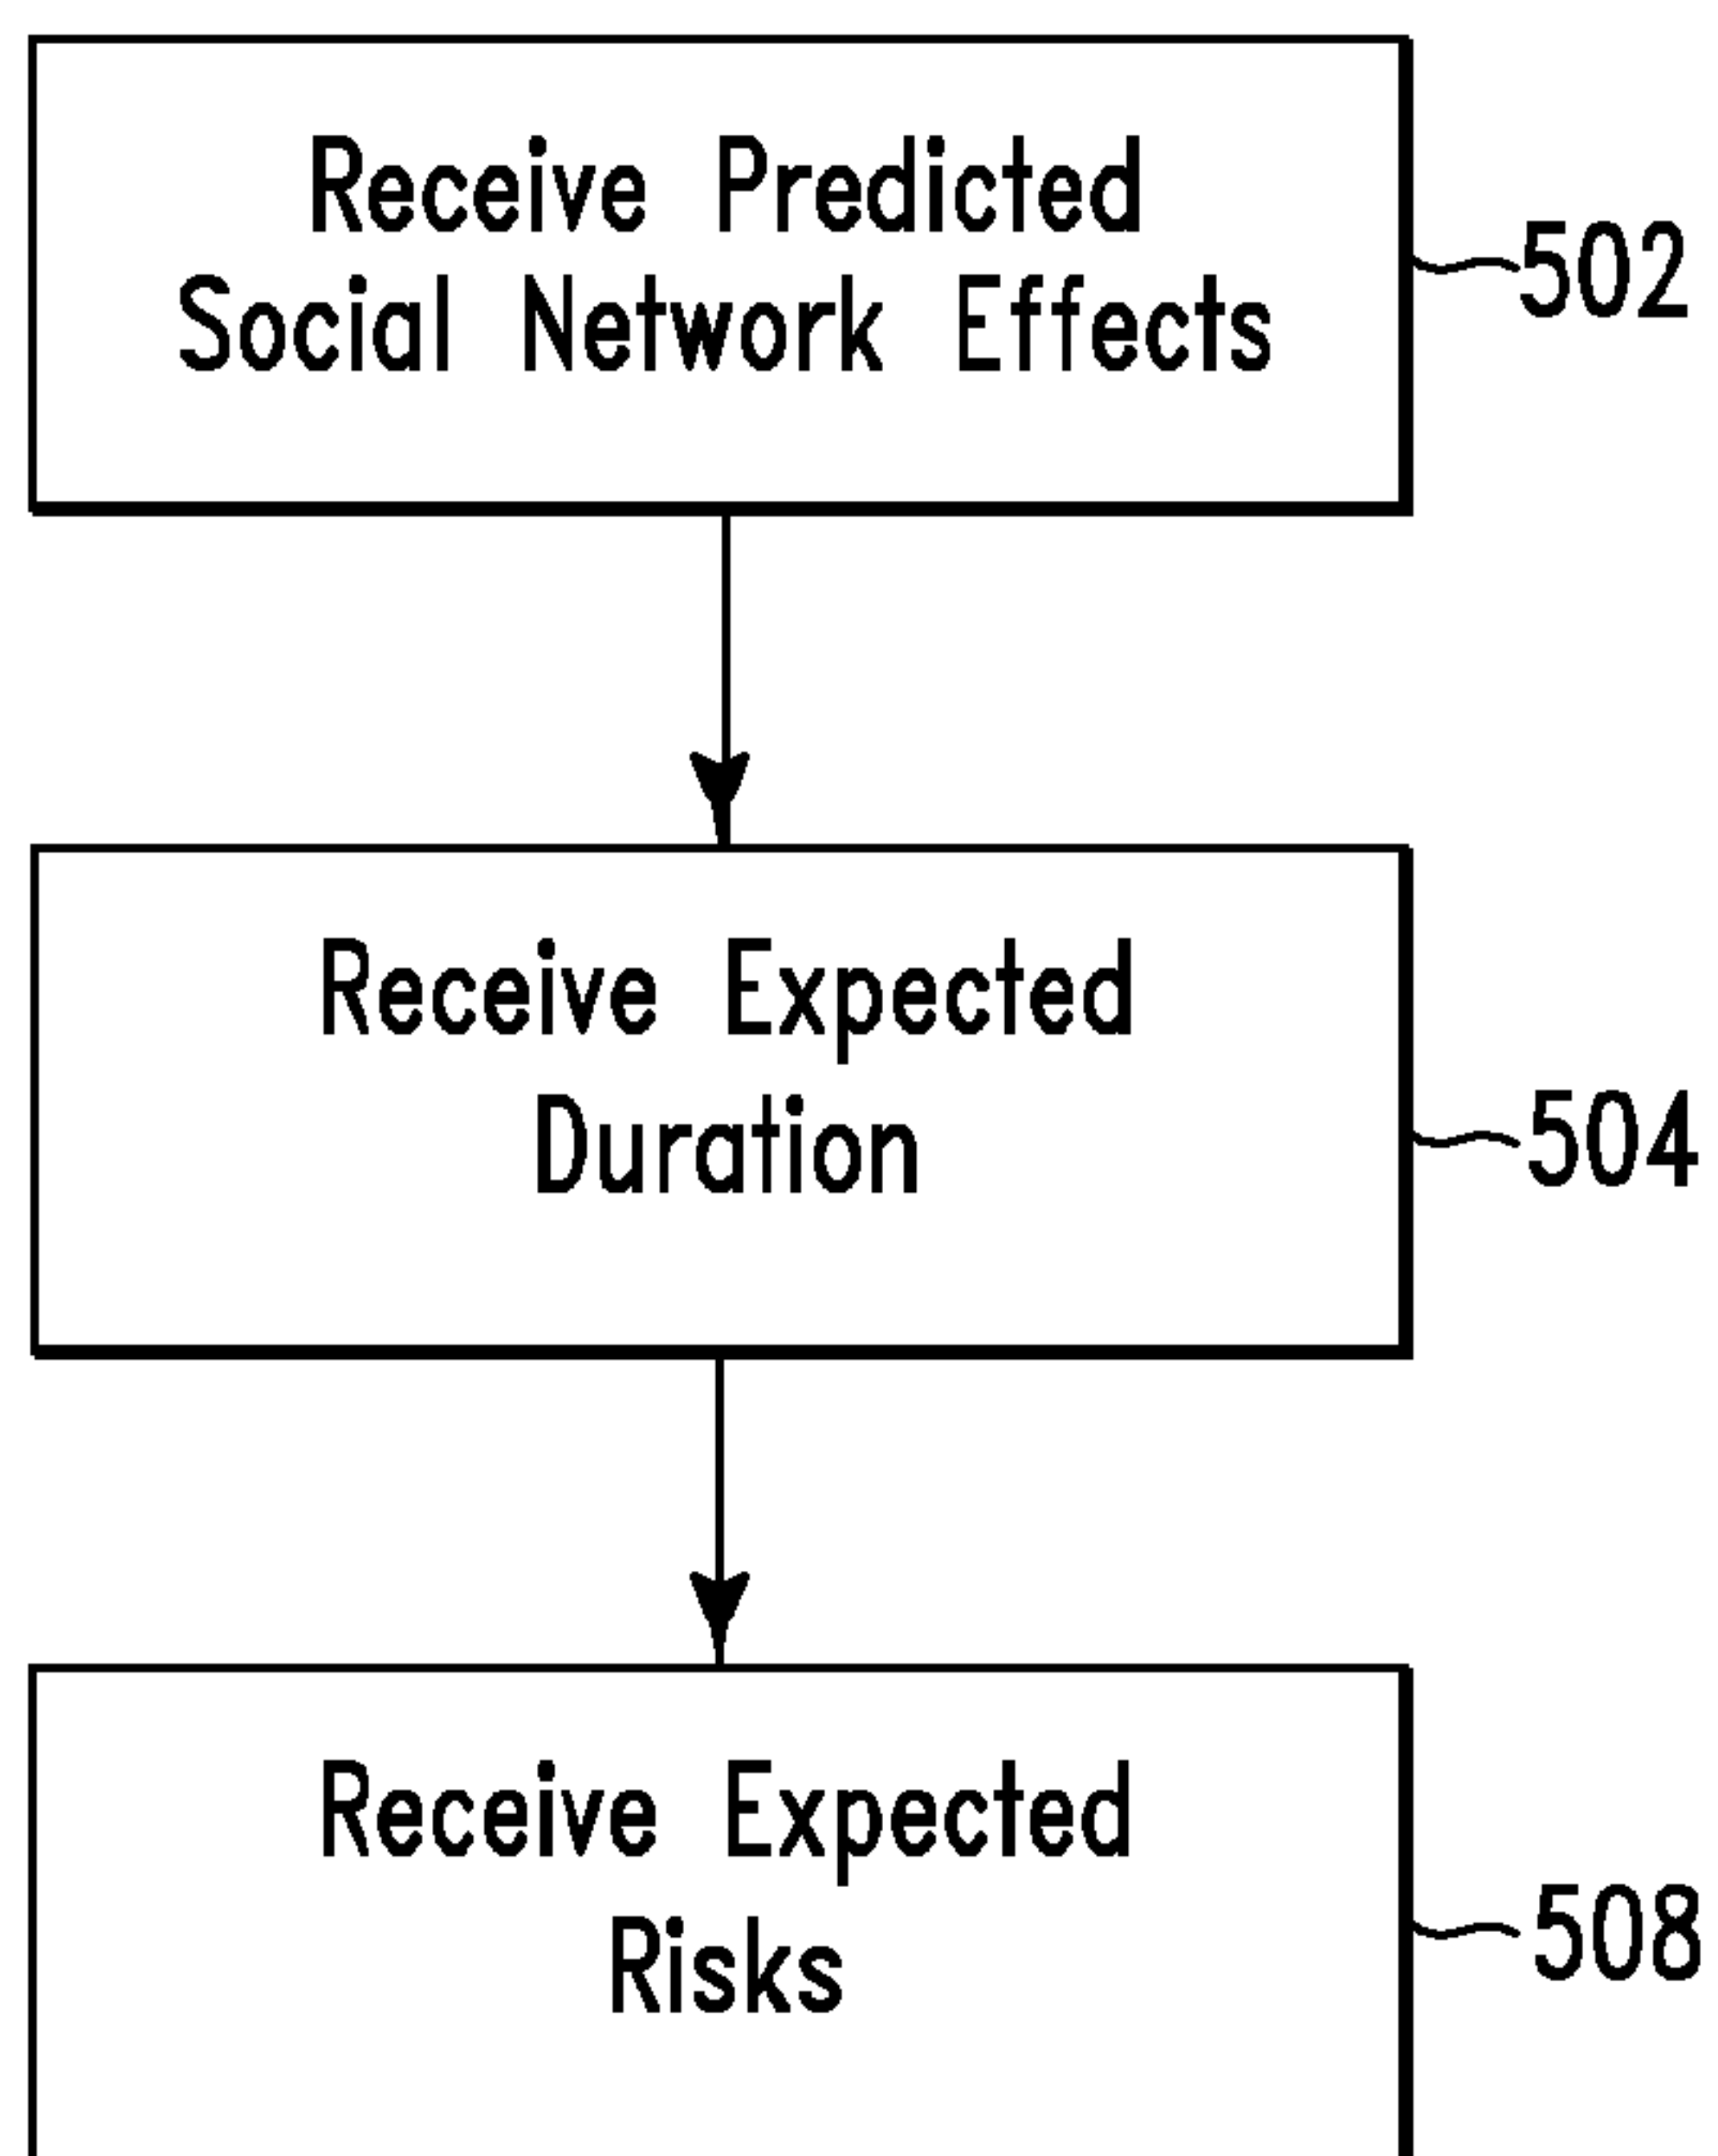 Receive Predicted
Social Network Effects
502
Receive Expected
Duration
504
Receive Expected
Risks
508